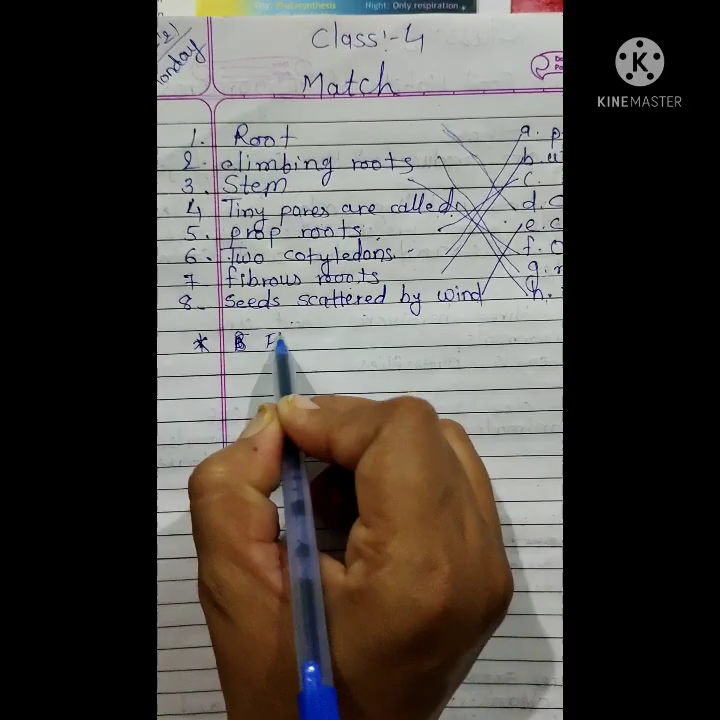 Day: Photosynthesis Night: Only respiration
Monday
Class:- 4
Match
KINEMASTER
1. Root a. p
2. climbing roots b.
3. Stem c.
4 Tiny pores are called d.
5. prop roots e. c
6. Two cotyledons. f. O
7 fibrous roots g.
8 Seeds scattered by wind h.